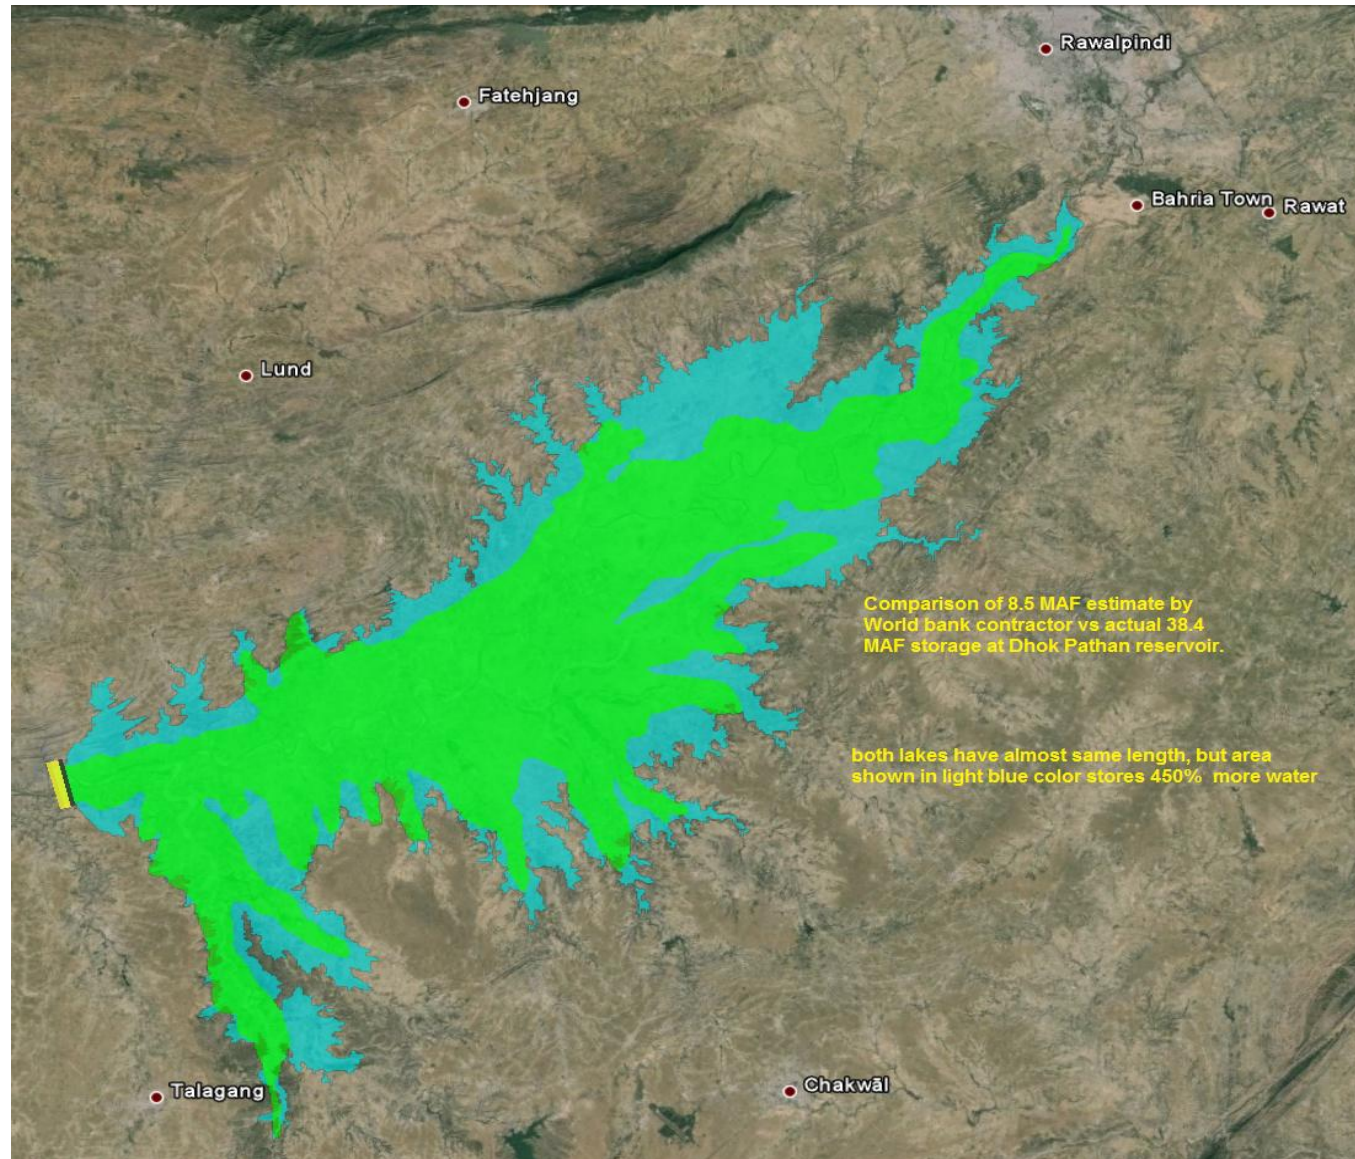 Rawalpindi
Fatehjang
Bahria Town
Rawat
Lund
Comparison of 8.5 MAF estimate by
World bank contractor vs actual 38.4
MAF storage at Dhok Pathan reservoir.
both lakes have almost same length, but area
shown in light blue color stores 450% more water
Talagang
Chakwāl